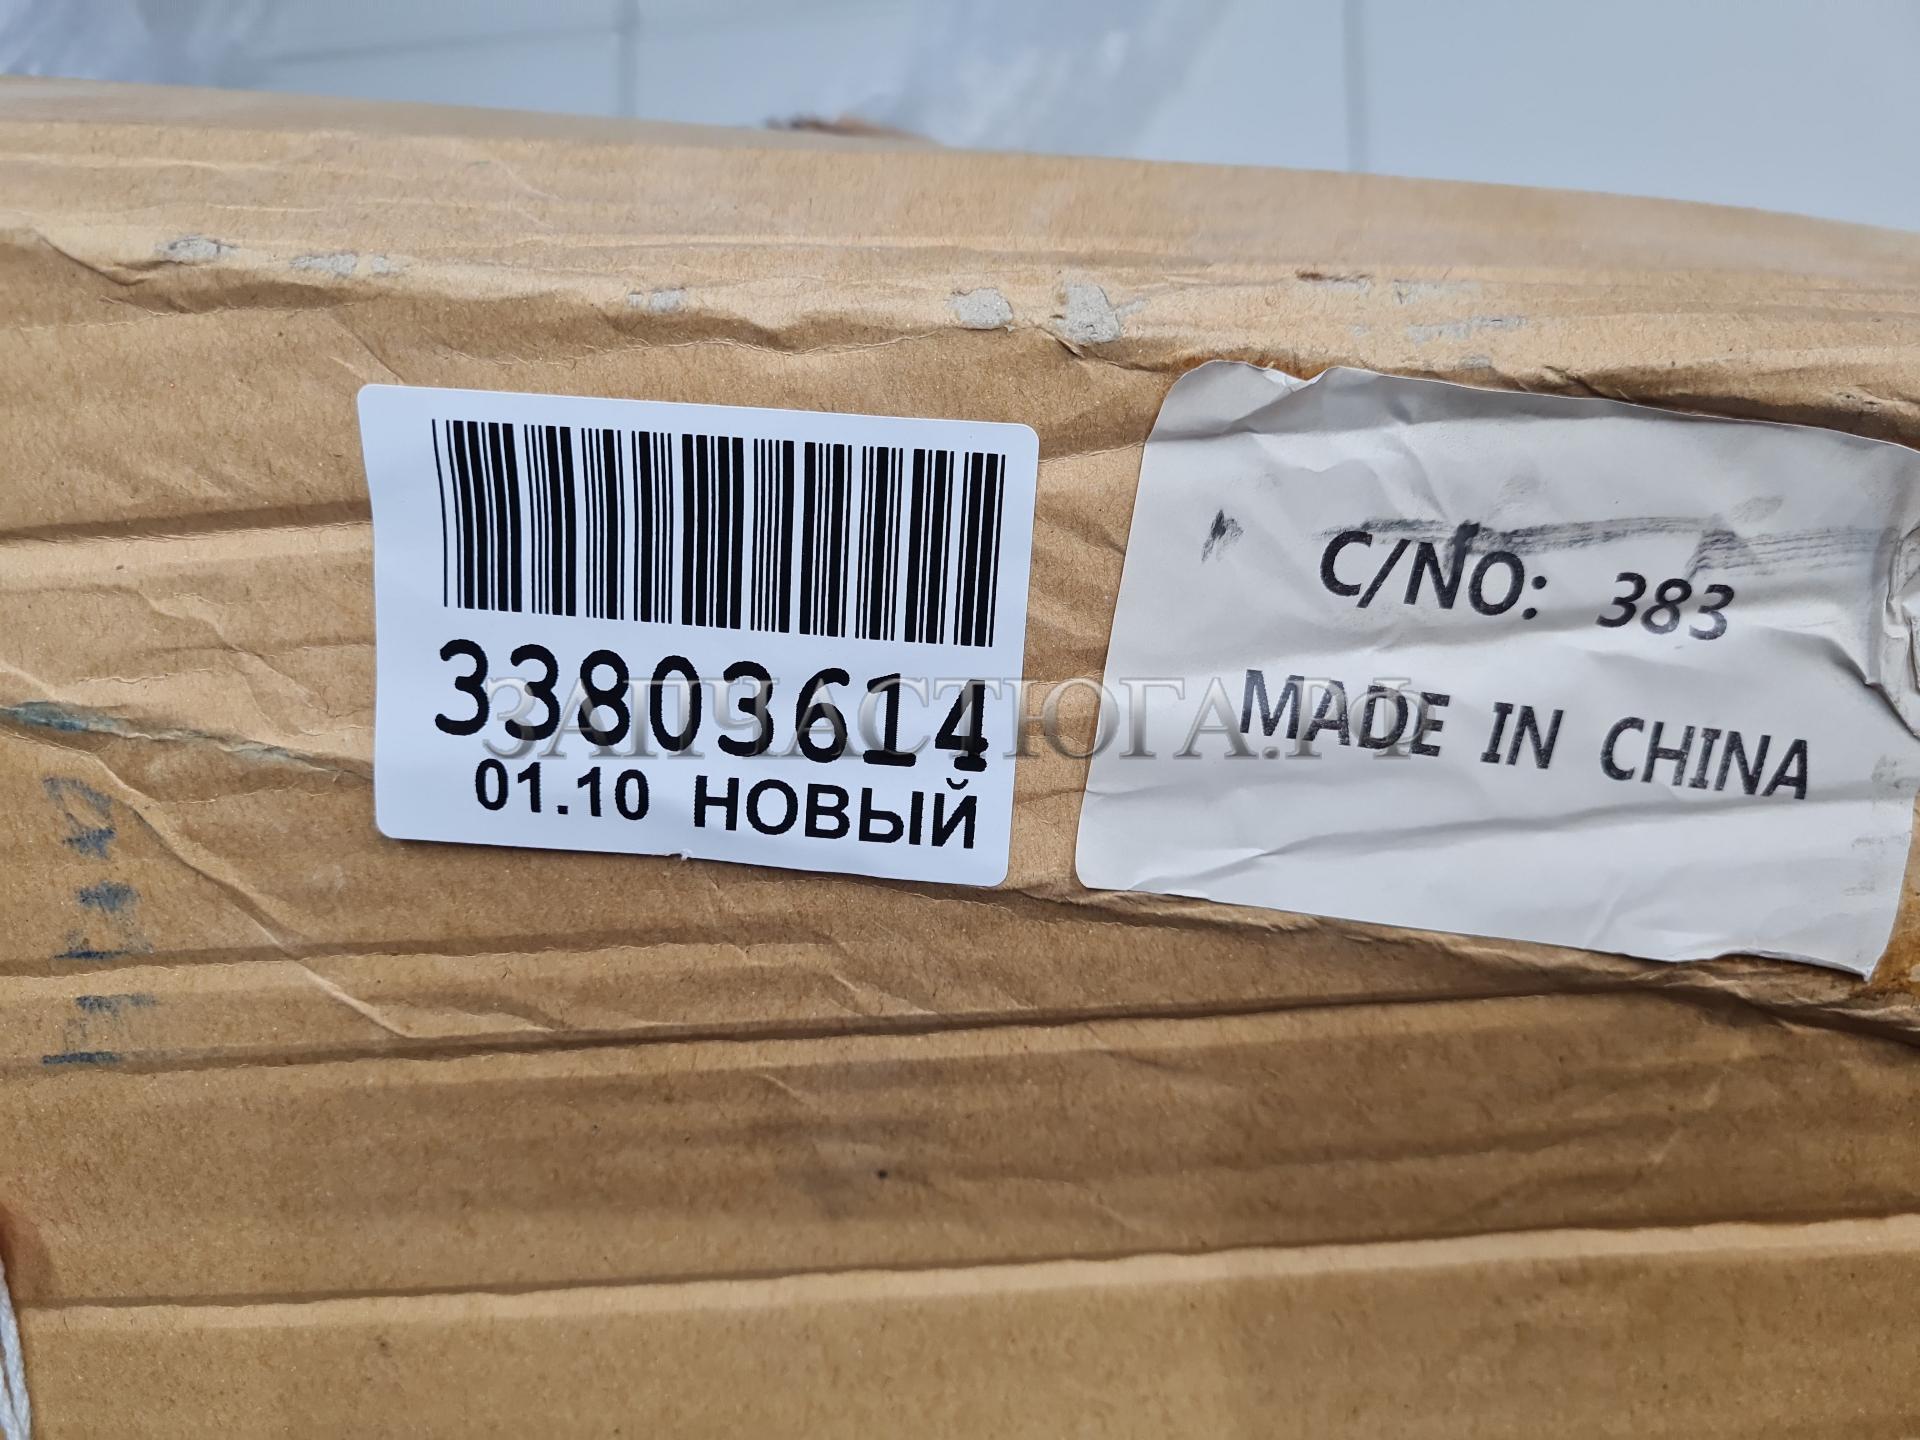 33803614
01.10 НОВЫЙ
C/NO: 383
MADE IN CHINA
ЗАПЧАСТЮГА.РФ